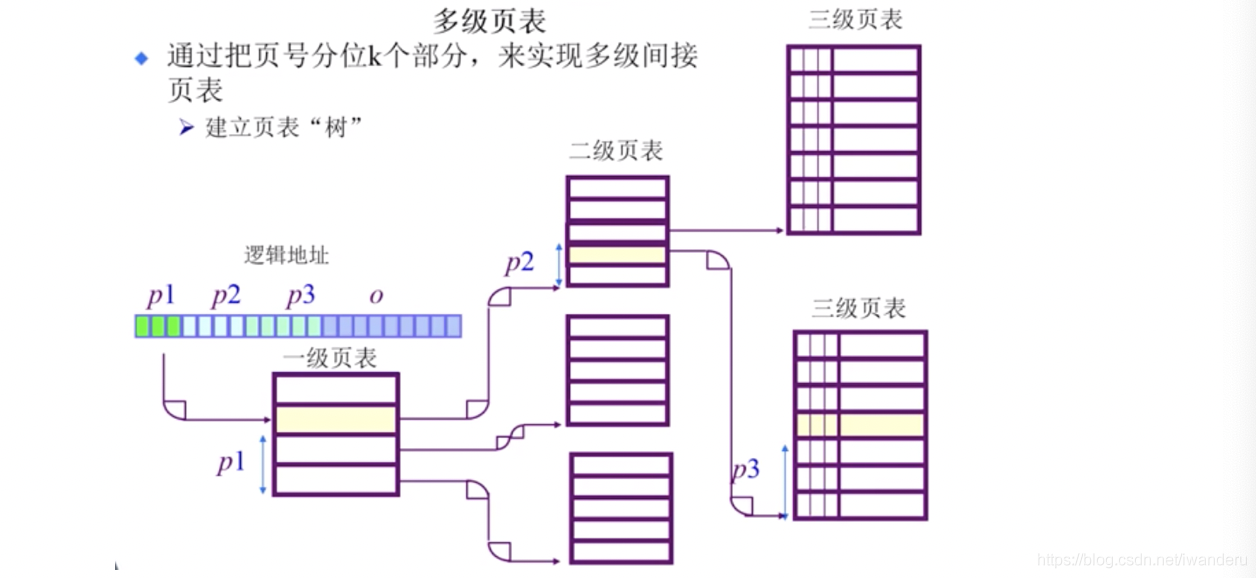 多级页表
通过把页号分位k个部分，来实现多级间接
页表
建立页表“树”
三级页表
二级页表
逻辑地址
p1 p2 p3 o
p2
一级页表
p1
三级页表
p3
https://blog.csdn.net/iwanderu